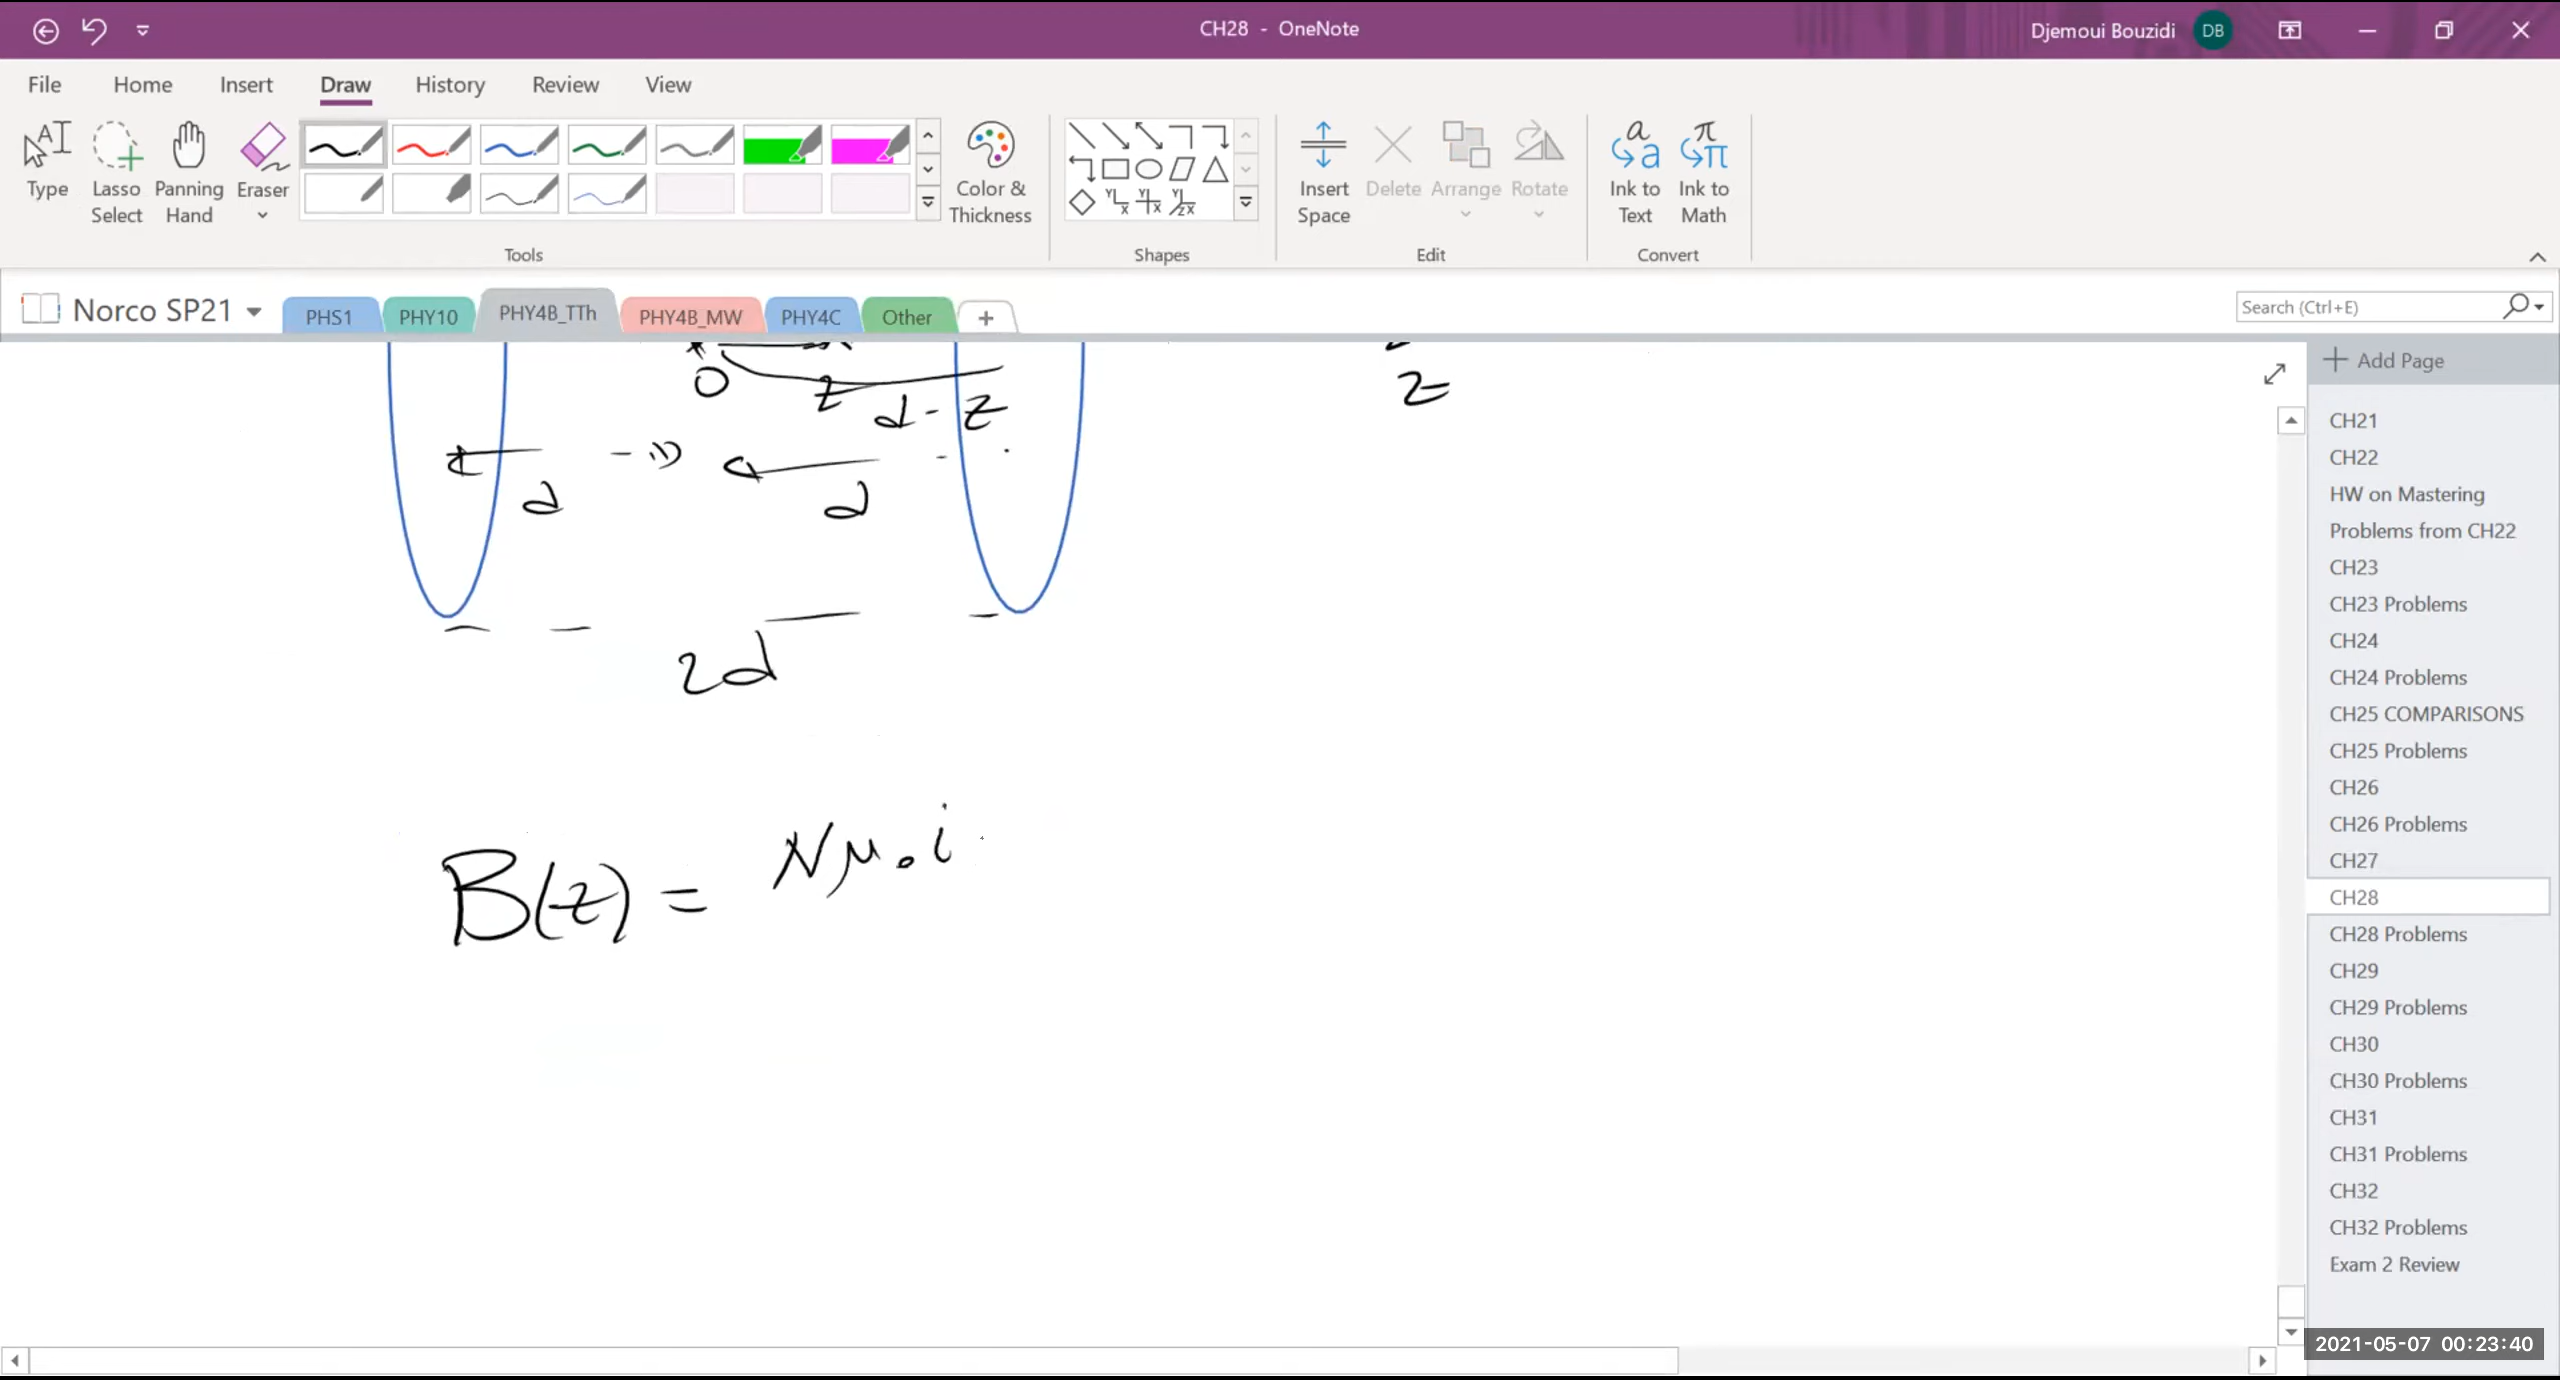 CH28 - OneNote
Djemoui Bouzidi DB
File Home Insert Draw History Review View
Type
Lasso Select
Panning Hand
Eraser
Color & Thickness
Insert Space
Delete
Arrange
Rotate
Ink to Text
Ink to Math
Tools
Shapes
Edit
Convert
Norco SP21
PHS1 PHY10 PHY4B_TTh PHY4B_MW PHY4C Other +
Search (Ctrl+E)
Add Page
CH21
CH22
HW on Mastering
Problems from CH22
CH23
CH23 Problems
CH24
CH24 Problems
CH25 COMPARISONS
CH25 Problems
CH26
CH26 Problems
CH27
CH28
CH28 Problems
CH29
CH29 Problems
CH30
CH30 Problems
CH31
CH31 Problems
CH32
CH32 Problems
Exam 2 Review
O z
d - z
d d
2d
B(z) = Nμ₀i
2021-05-07 00:23:40